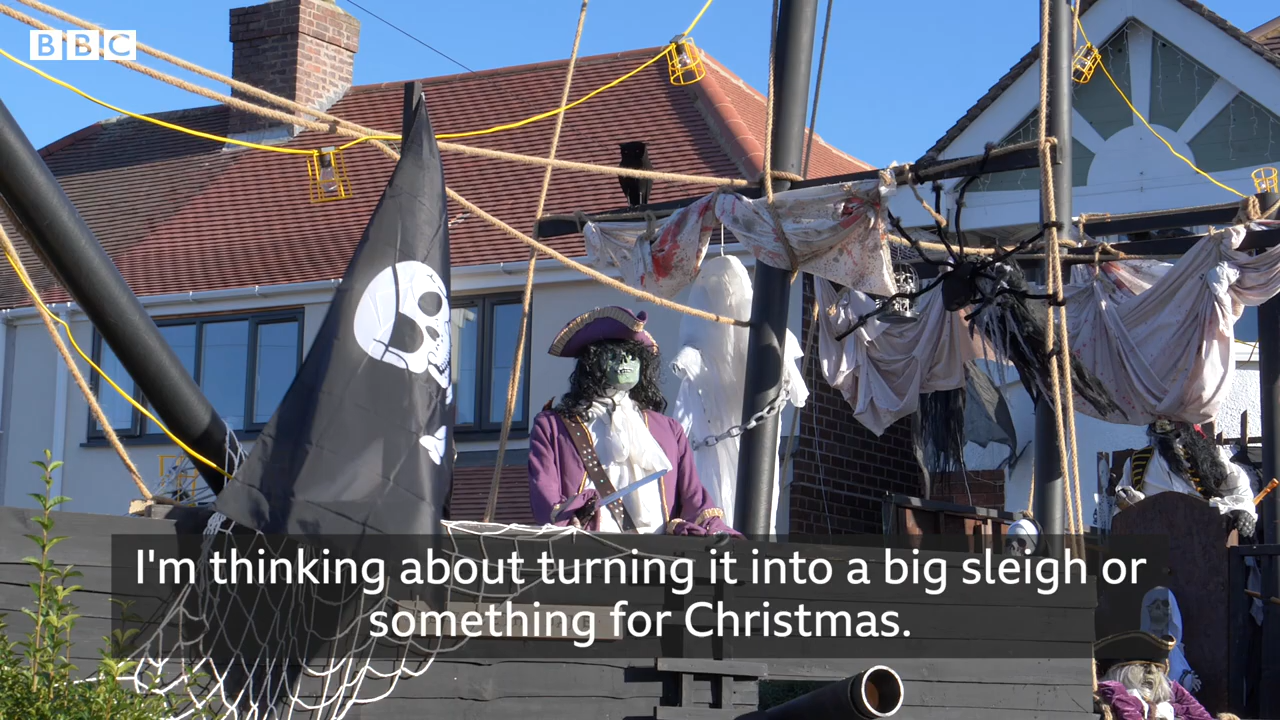 BBC
I'm thinking about turning it into a big sleigh or
something for Christmas.